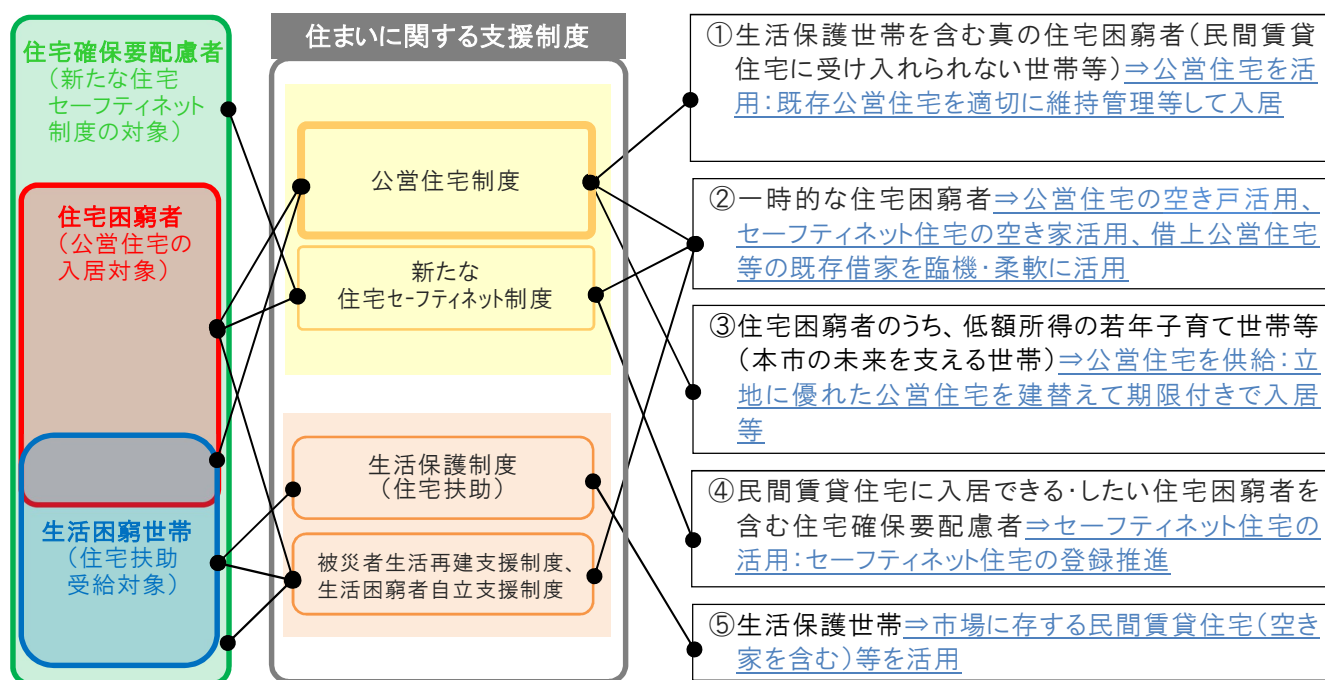 住宅確保要配慮者
(新たな住宅
セーフティネット
制度の対象)
住宅困窮者
(公営住宅の
入居対象)
生活困窮世帯
(住宅扶助
受給対象)
住まいに関する支援制度
公営住宅制度
新たな
住宅セーフティネット制度
生活保護制度
(住宅扶助)
被災者生活再建支援制度、
生活困窮者自立支援制度
①生活保護世帯を含む真の住宅困窮者(民間賃貸
住宅に受け入れられない世帯等)⇒公営住宅を活
用:既存公営住宅を適切に維持管理等して入居
②一時的な住宅困窮者⇒公営住宅の空き戸活用、
セーフティネット住宅の空き家活用、借上公営住宅
等の既存借家を臨機・柔軟に活用
③住宅困窮者のうち、低額所得の若年子育て世帯等
(本市の未来を支える世帯)⇒公営住宅を供給:立
地に優れた公営住宅を建替えて期限付きで入居
等
④民間賃貸住宅に入居できる・したい住宅困窮者を
含む住宅確保要配慮者⇒セーフティネット住宅の
活用:セーフティネット住宅の登録推進
⑤生活保護世帯⇒市場に存する民間賃貸住宅(空き
家を含む)等を活用